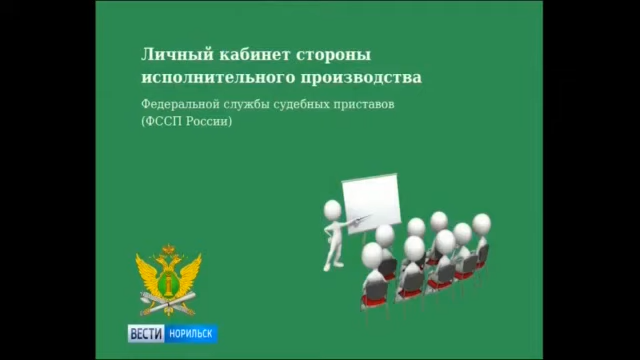 Личный кабинет стороны
исполнительного производства
Федеральной службы судебных приставов
(ФССП России)
ВЕСТИ НОРИЛЬСК